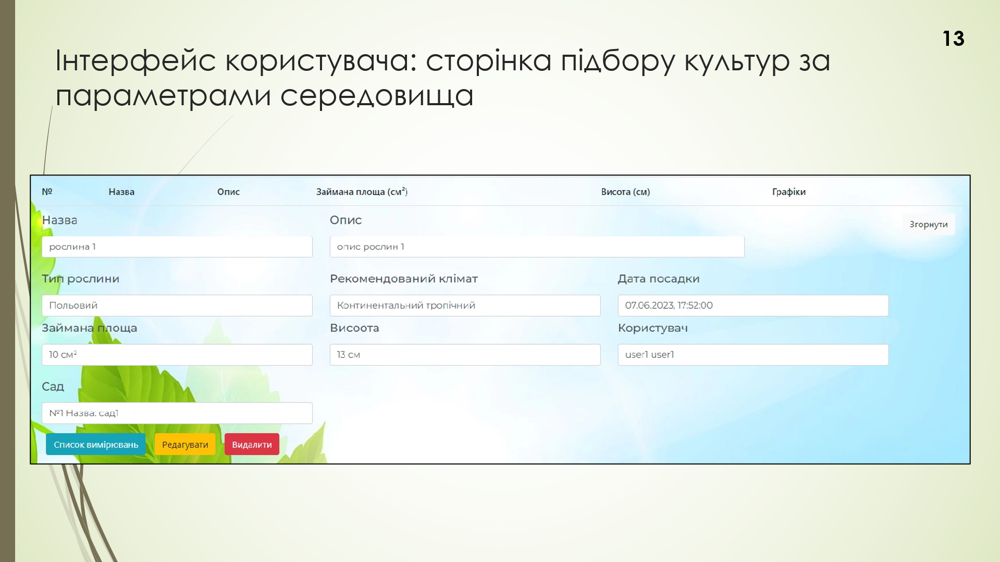 13
Інтерфейс користувача: сторінка підбору культур за
параметрами середовища
№ Назва Опис Займана площа (см²) Висота (см) Графіки
Назва Опис Згорнути
рослина 1 опис рослин 1
Тип рослини Рекомендований клімат Дата посадки
Польовий Континентальний тропічний 07.06.2023, 17:52:00
Займана площа Висоота Користувач
10 см² 13 см user1 user1
Сад
№1 Назва: сад1
Список вимірювань Редагувати Видалити